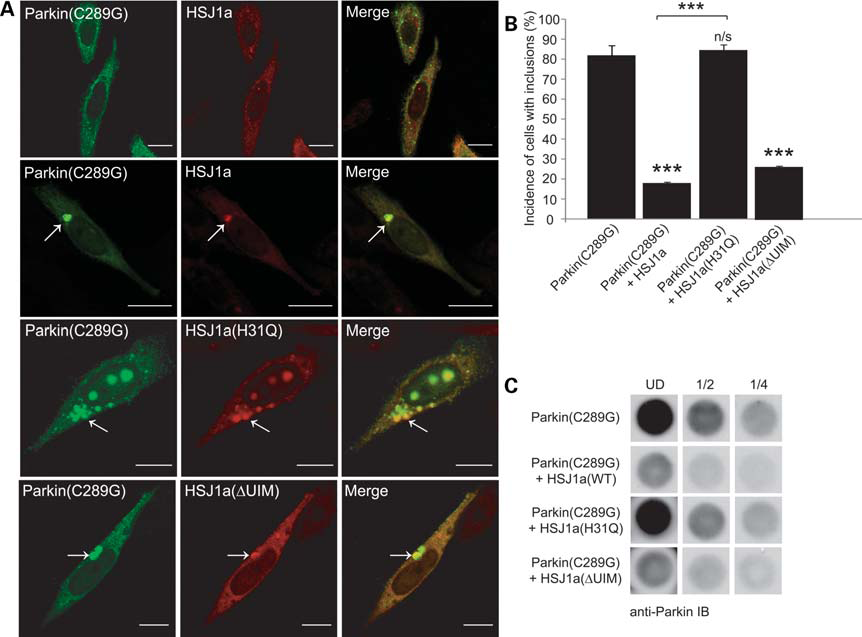 A
Parkin(C289G) HSJ1a Merge
Parkin(C289G) HSJ1a Merge
Parkin(C289G) HSJ1a(H31Q) Merge
Parkin(C289G) HSJ1a(ΔUIM) Merge
B
Incidence of cells with inclusions (%)
100
90
80
70
60
50
40
30
20
10
0
***
n/s
***
***
Parkin(C289G)
Parkin(C289G)
+ HSJ1a
Parkin(C289G)
+ HSJ1a(H31Q)
Parkin(C289G)
+ HSJ1a(ΔUIM)
C
UD 1/2 1/4
Parkin(C289G)
Parkin(C289G)
+ HSJ1a(WT)
Parkin(C289G)
+ HSJ1a(H31Q)
Parkin(C289G)
+ HSJ1a(ΔUIM)
anti-Parkin IB